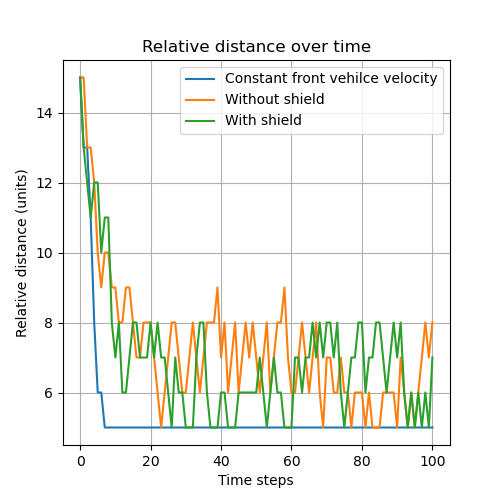 Relative distance over time
Constant front vehilce velocity
Without shield
With shield
Relative distance (units)
14
12
10
8
6
0 20 40 60 80 100
Time steps